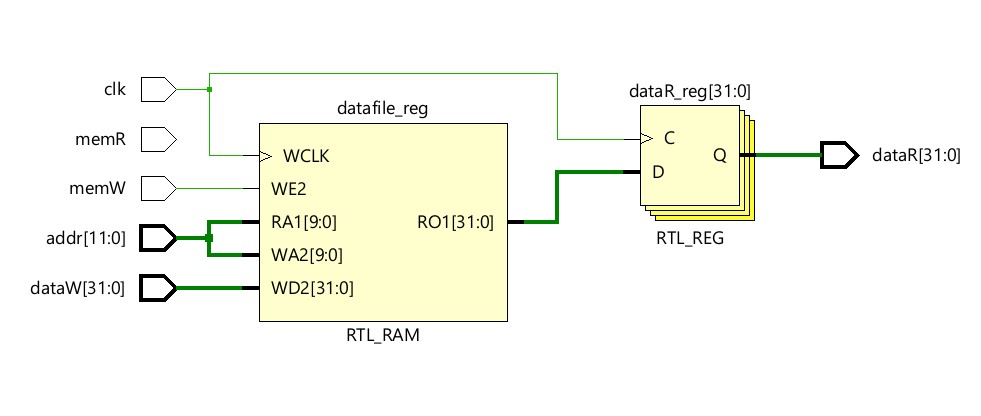 clk
memR
memW
addr[11:0]
dataW[31:0]
datafile_reg
WCLK
WE2
RA1[9:0]
RO1[31:0]
WA2[9:0]
WD2[31:0]
RTL_RAM
dataR_reg[31:0]
C
Q
D
RTL_REG
dataR[31:0]